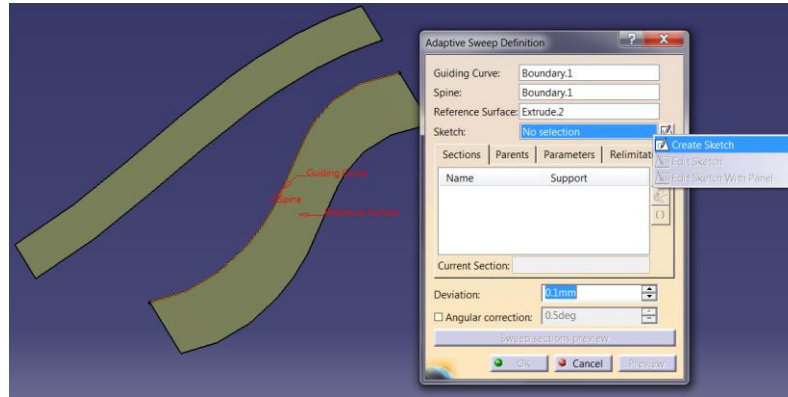 Adaptive Sweep Definition
Guiding Curve: Boundary.1
Spine: Boundary.1
Reference Surface: Extrude.2
Sketch: No selection
Create Sketch
Edit Sketch
Edit Sketch With Panel
Sections Parents Parameters Relimitat
Name Support
Guiding Curve
Spine
Reference Surface
()
Current Section:
Deviation: 0.1mm
Angular correction: 0.5deg
Sweep sections preview
OK Cancel Preview